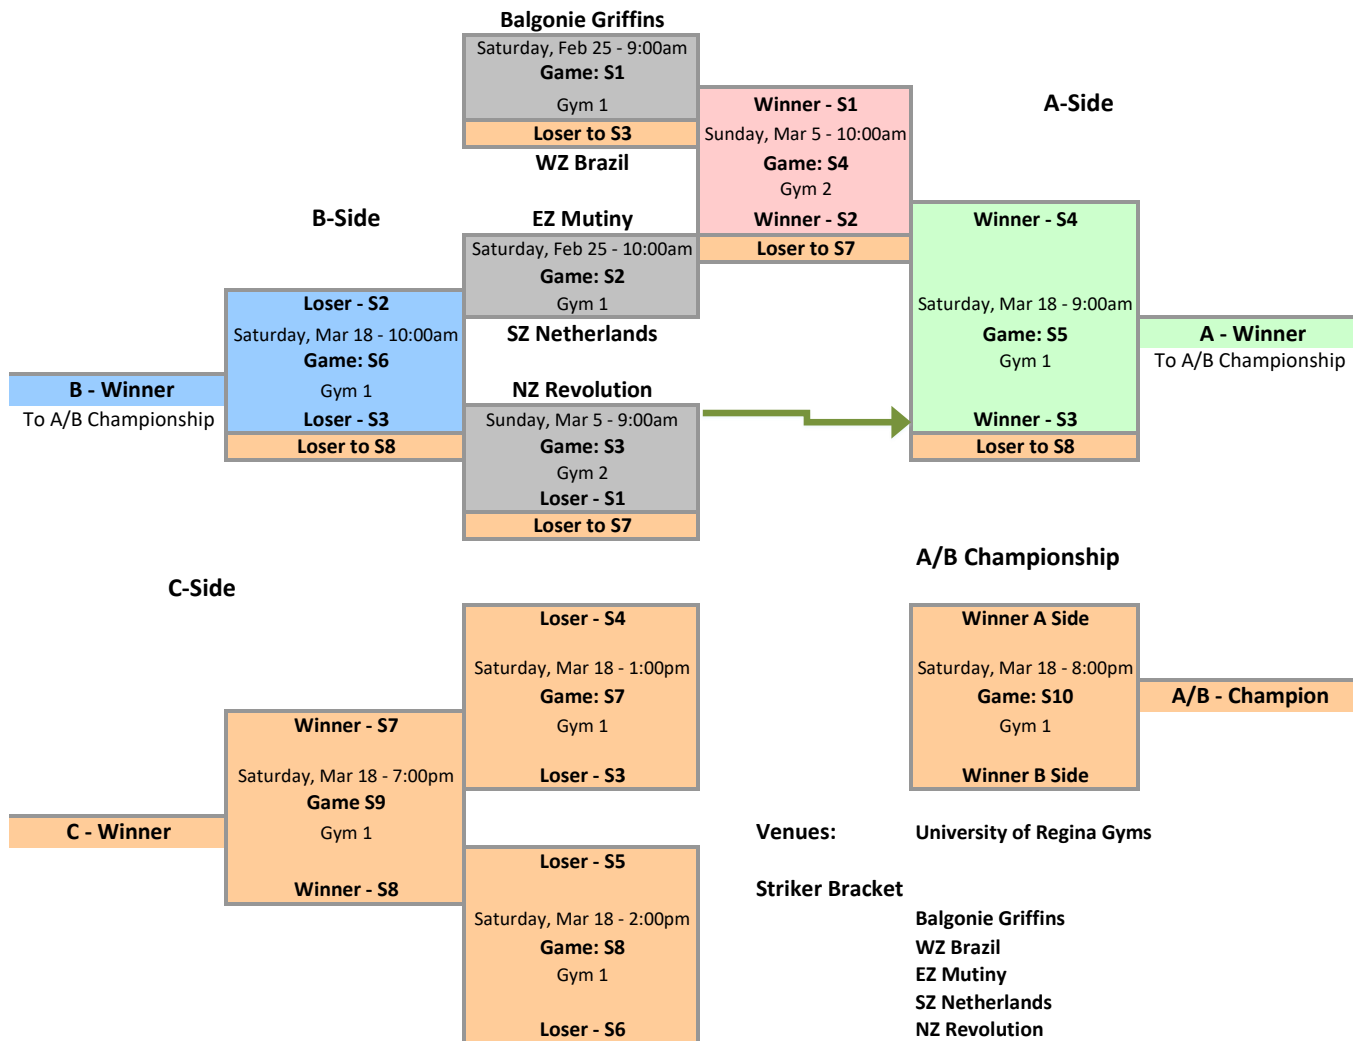 Balgonie Griffins
Saturday, Feb 25 - 9:00am
Game: S1
Gym 1
Loser to S3
WZ Brazil
Winner - S1
Sunday, Mar 5 - 10:00am
Game: S4
Gym 2
Winner - S2
Loser to S7
A-Side
B-Side
EZ Mutiny
Saturday, Feb 25 - 10:00am
Game: S2
Gym 1
SZ Netherlands
Winner - S4
Saturday, Mar 18 - 9:00am
Game: S5
Gym 1
Winner - S3
Loser to S8
A - Winner
To A/B Championship
Loser - S2
Saturday, Mar 18 - 10:00am
Game: S6
Gym 1
Loser - S3
Loser to S8
B - Winner
To A/B Championship
NZ Revolution
Sunday, Mar 5 - 9:00am
Game: S3
Gym 2
Loser - S1
Loser to S7
C-Side
A/B Championship
Loser - S4
Saturday, Mar 18 - 1:00pm
Game: S7
Gym 1
Loser - S3
Winner A Side
Saturday, Mar 18 - 8:00pm
Game: S10
Gym 1
Winner B Side
A/B - Champion
Winner - S7
Saturday, Mar 18 - 7:00pm
Game S9
Gym 1
Winner - S8
C - Winner
Loser - S5
Saturday, Mar 18 - 2:00pm
Game: S8
Gym 1
Loser - S6
Venues: University of Regina Gyms
Striker Bracket
Balgonie Griffins
WZ Brazil
EZ Mutiny
SZ Netherlands
NZ Revolution